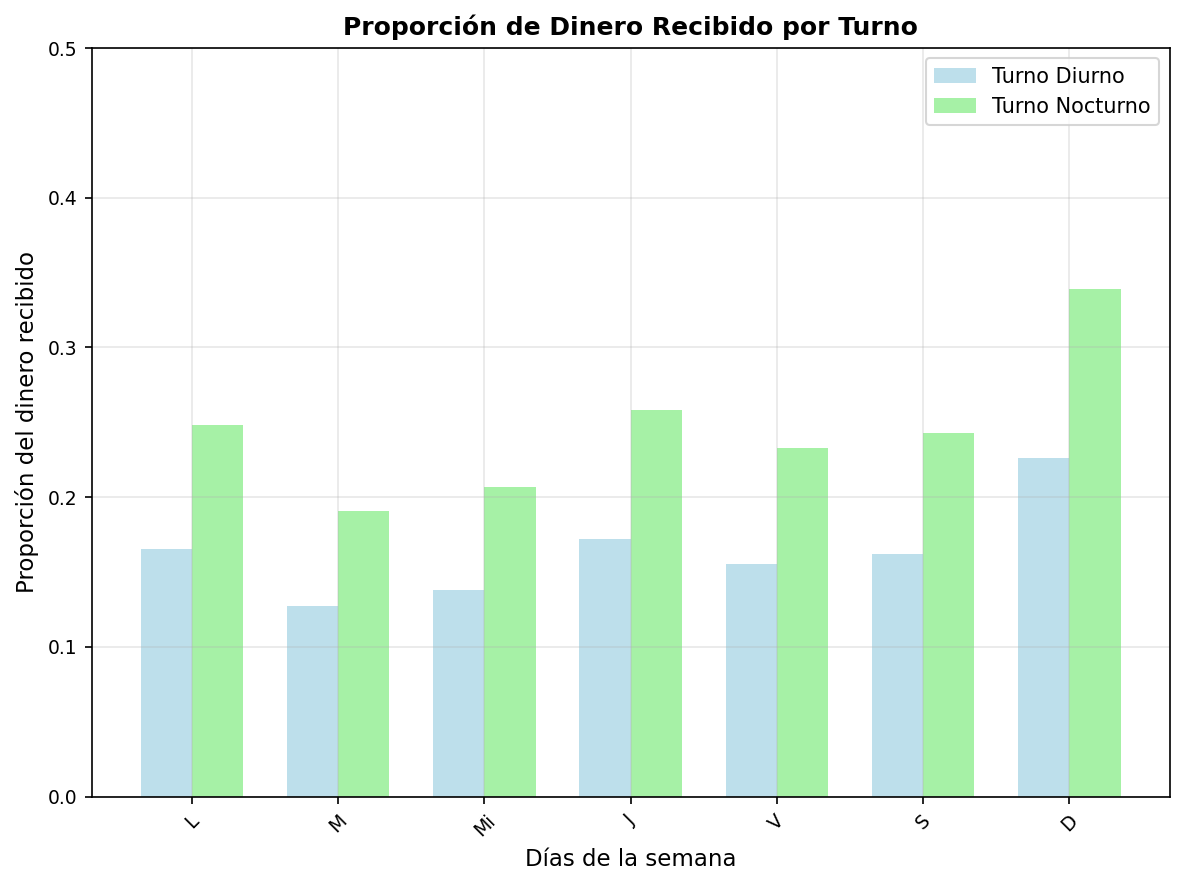 Proporción de Dinero Recibido por Turno
Turno Diurno
Turno Nocturno
Proporción del dinero recibido
0.5
0.4
0.3
0.2
0.1
0.0
L
M
Mi
J
V
S
D
Días de la semana